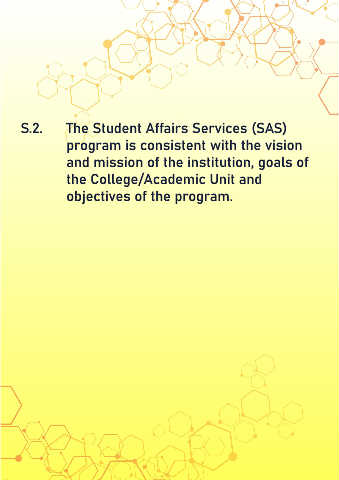 S.2. The Student Affairs Services (SAS)
program is consistent with the vision
and mission of the institution, goals of
the College/Academic Unit and
objectives of the program.